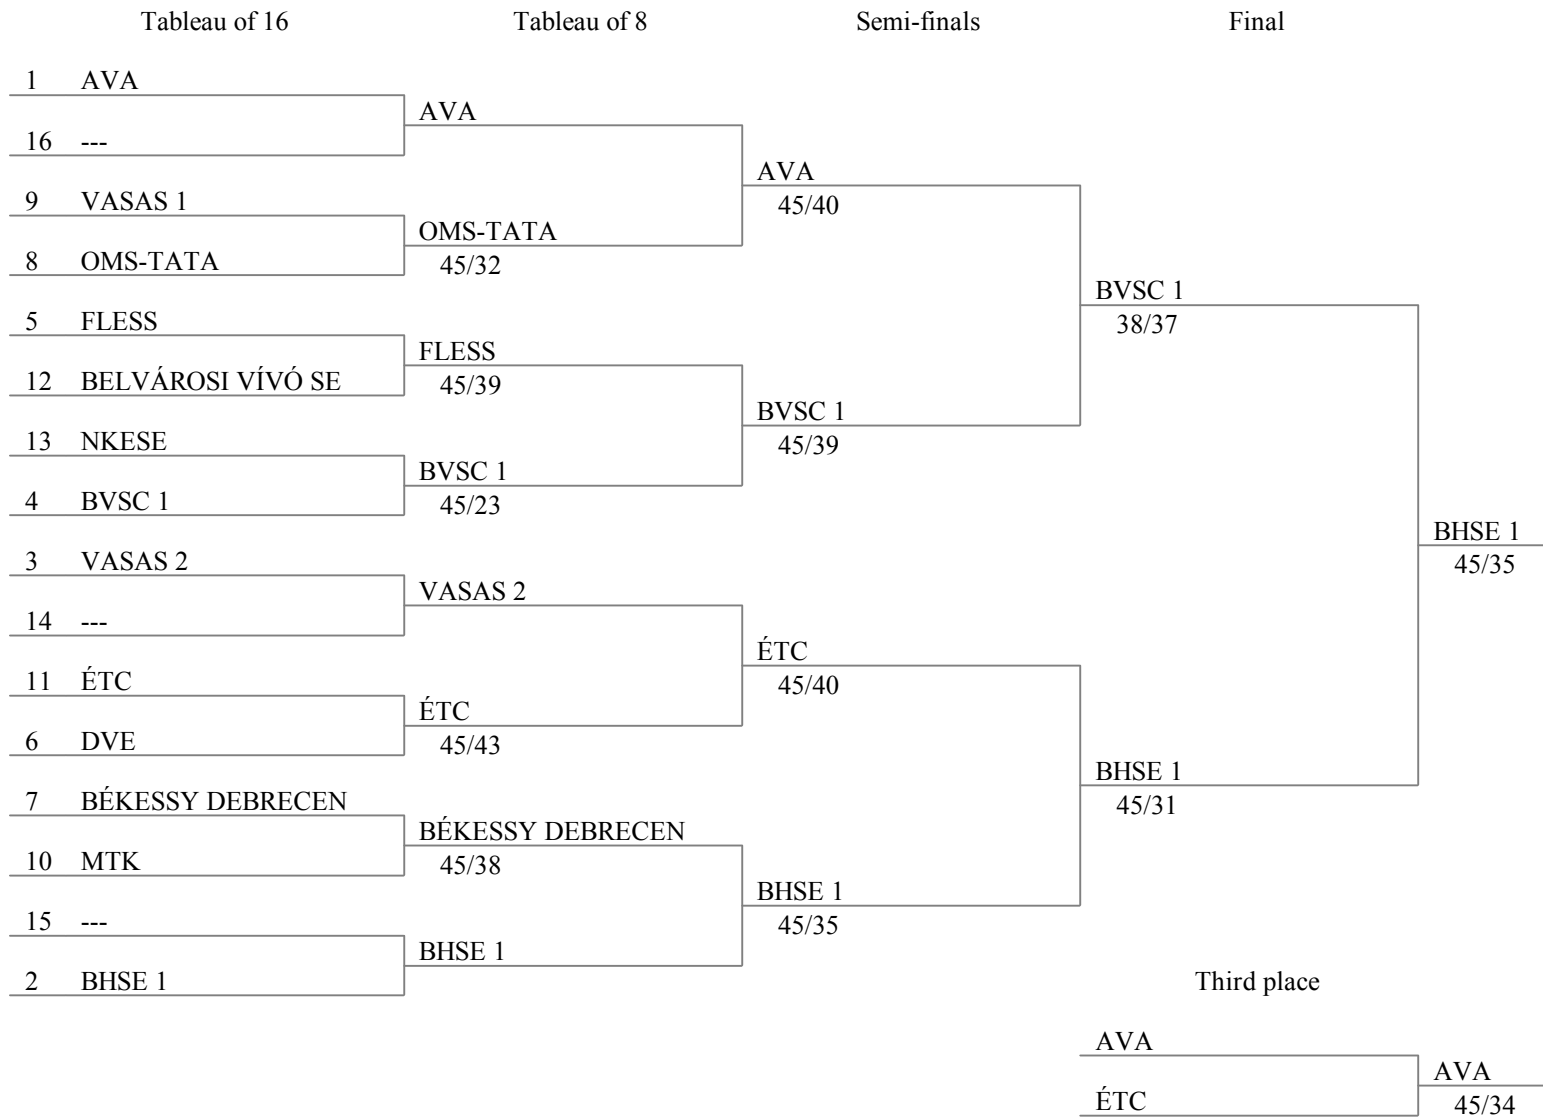 Tableau of 16 Tableau of 8 Semi-finals Final
1 AVA
AVA
16 ---
AVA
45/40
9 VASAS 1
OMS-TATA
45/32
8 OMS-TATA
BVSC 1
38/37
5 FLESS
FLESS
45/39
12 BELVÁROSI VÍVÓ SE
BVSC 1
45/39
13 NKESE
BVSC 1
45/23
4 BVSC 1
BHSE 1
45/35
3 VASAS 2
VASAS 2
14 ---
ÉTC
45/40
11 ÉTC
ÉTC
45/43
6 DVE
BHSE 1
45/31
7 BÉKESSY DEBRECEN
BÉKESSY DEBRECEN
45/38
10 MTK
BHSE 1
45/35
15 ---
BHSE 1
2 BHSE 1
Third place
AVA
AVA
45/34
ÉTC